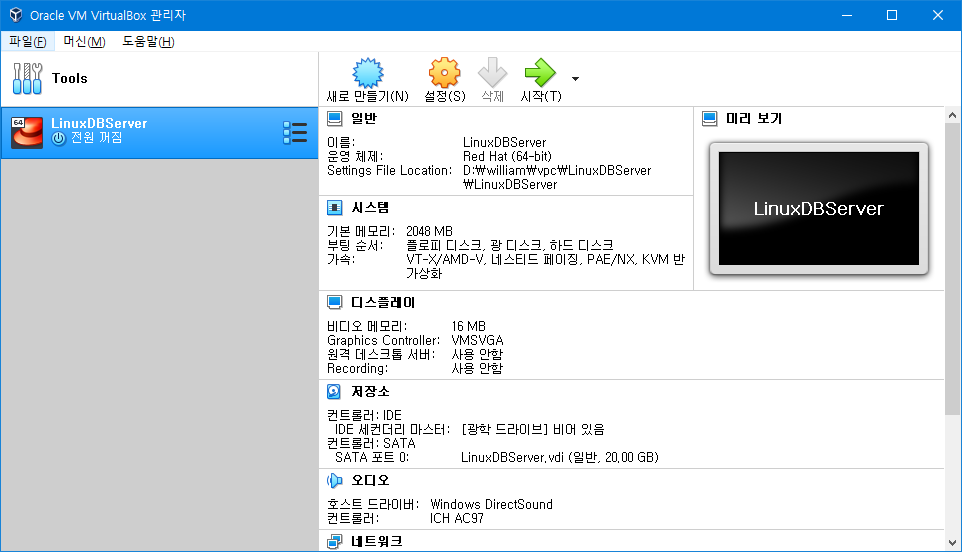 Oracle VM VirtualBox 관리자
파일(F) 머신(M) 도움말(H)
Tools
새로 만들기(N) 설정(S) 삭제 시작(T)
64
LinuxDBServer
전원 꺼짐
일반
이름: LinuxDBServer
운영 체제: Red Hat (64-bit)
Settings File Location: D:₩william₩vpc₩LinuxDBServer
₩LinuxDBServer
시스템
기본 메모리: 2048 MB
부팅 순서: 플로피 디스크, 광 디스크, 하드 디스크
가속: VT-X/AMD-V, 네스티드 페이징, PAE/NX, KVM 반
가상화
미리 보기
LinuxDBServer
디스플레이
비디오 메모리: 16 MB
Graphics Controller: VMSVGA
원격 데스크톱 서버: 사용 안함
Recording: 사용 안함
저장소
컨트롤러: IDE
IDE 세컨더리 마스터: [광학 드라이브] 비어 있음
컨트롤러: SATA
SATA 포트 0: LinuxDBServer.vdi (일반, 20.00 GB)
오디오
호스트 드라이버: Windows DirectSound
컨트롤러: ICH AC97
네트워크